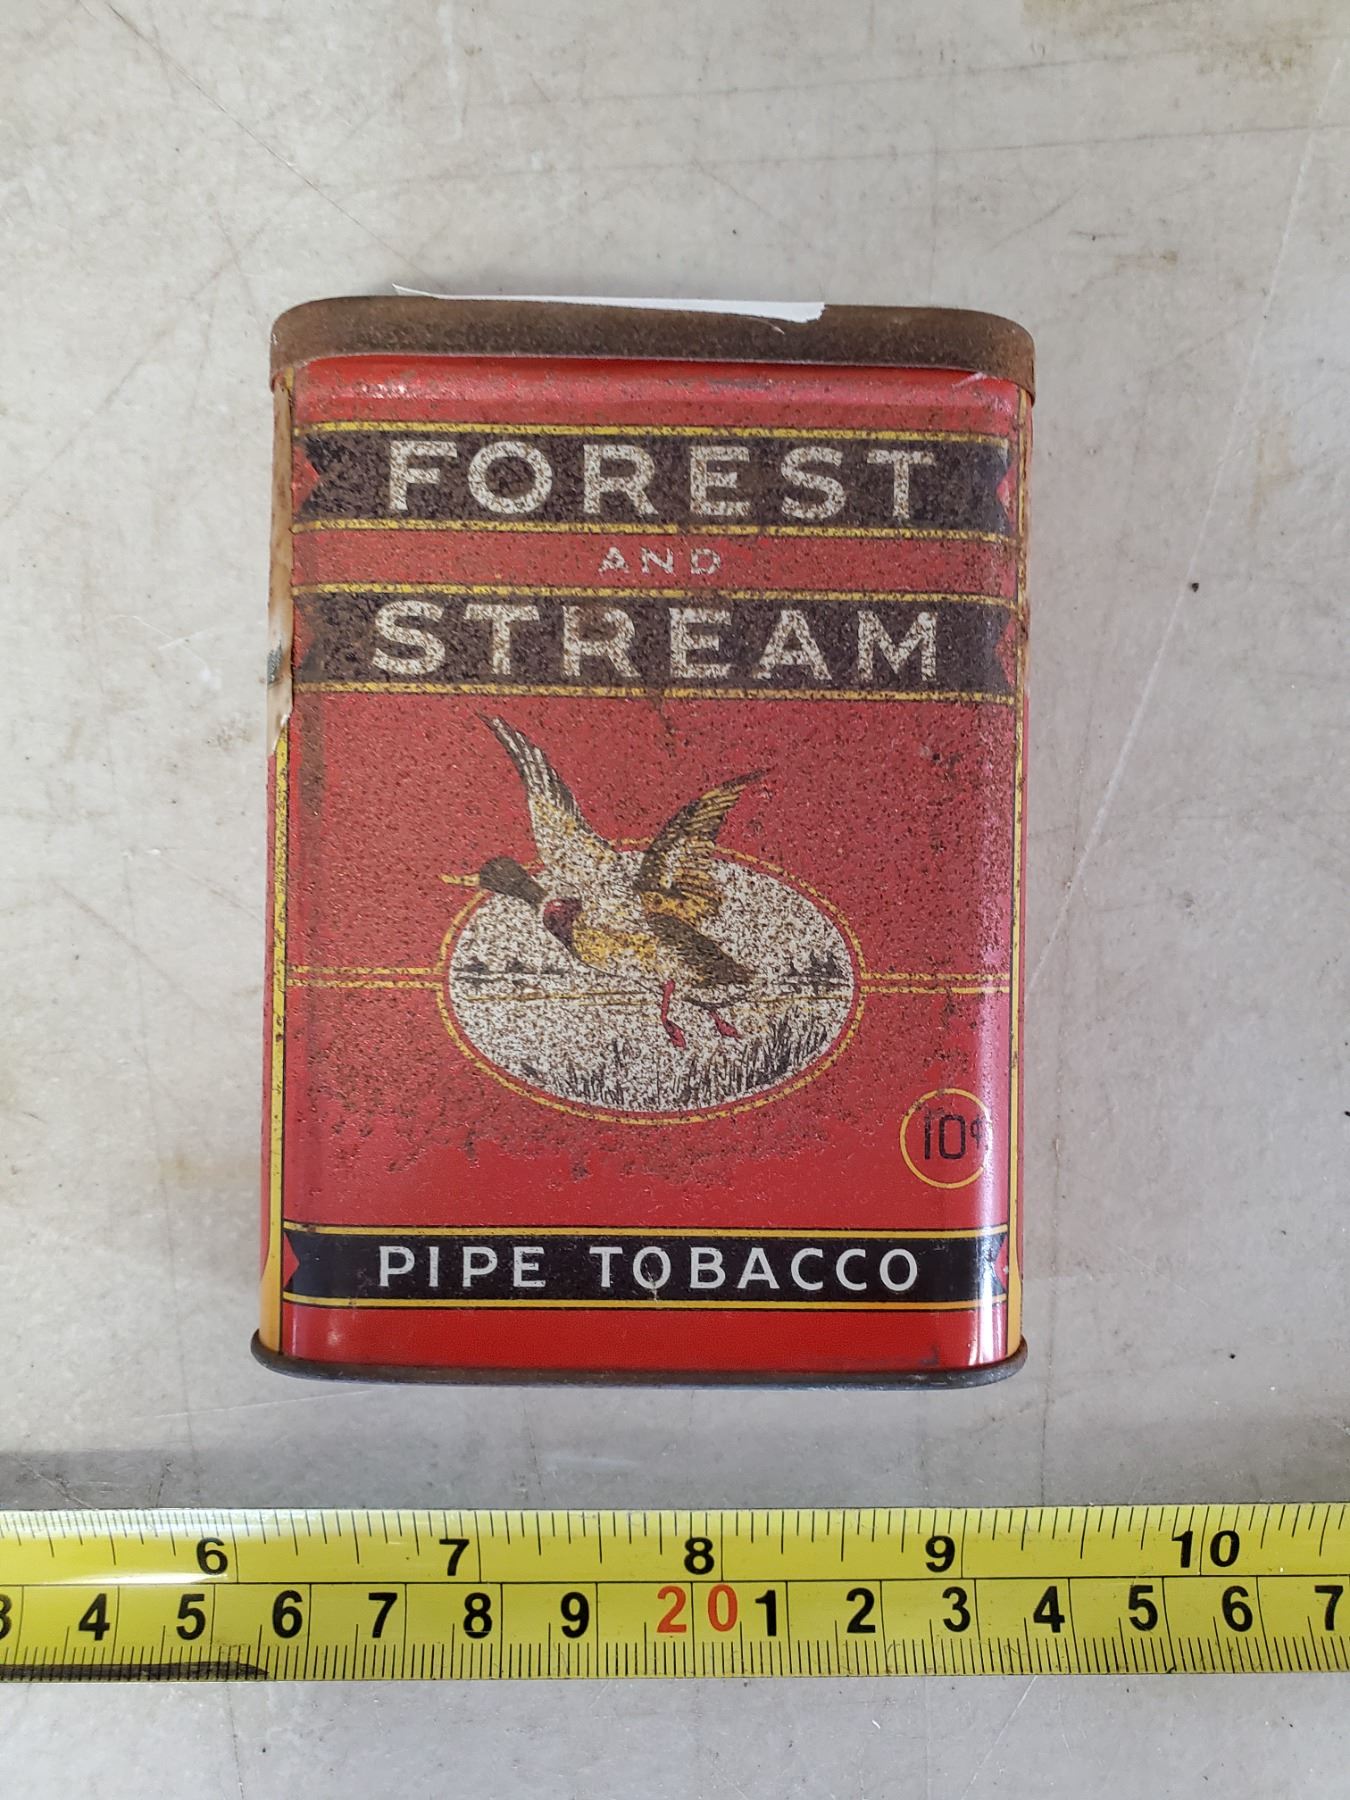 FOREST
AND
STREAM
10¢
PIPE TOBACCO
6 7 8 9 10
3 4 5 6 7 8 9 20 1 2 3 4 5 6 7